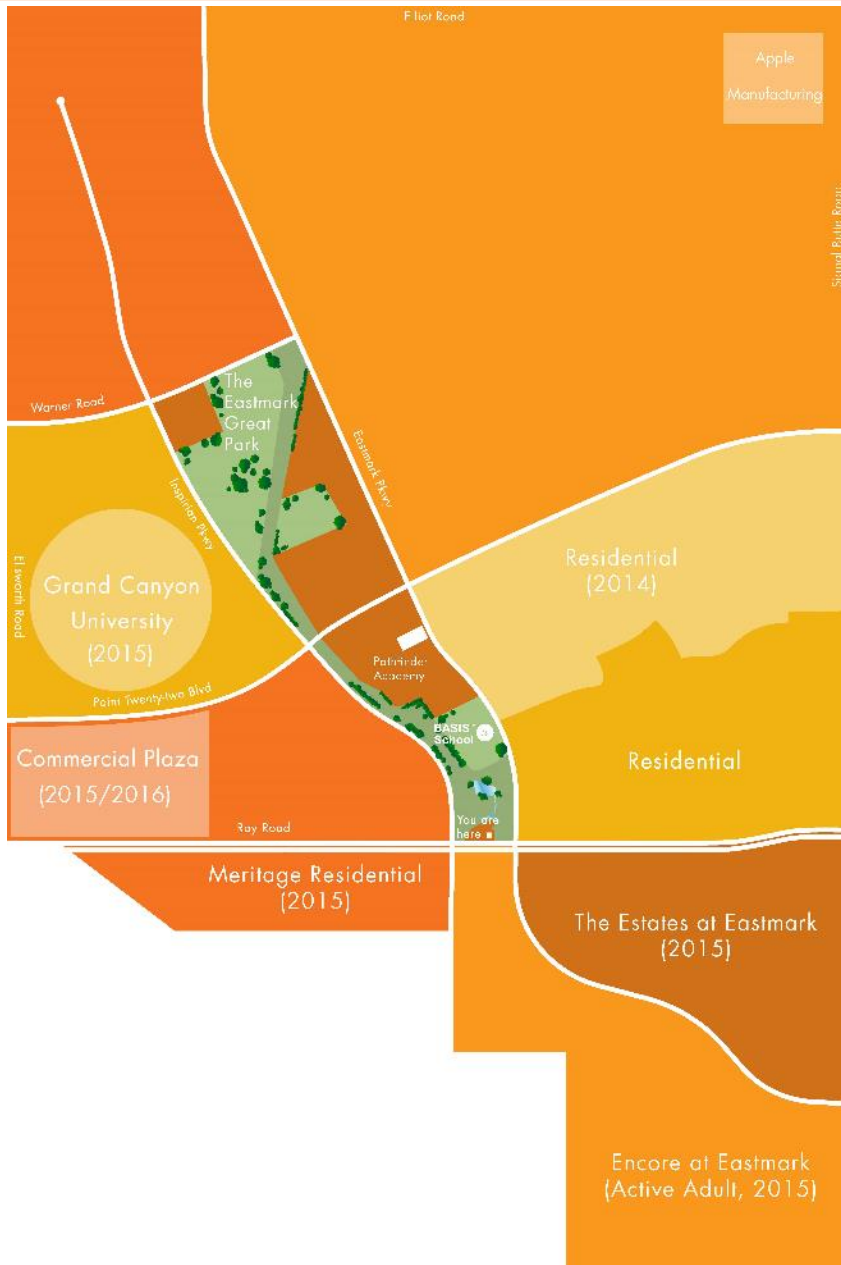 Elliot Road
Apple
Manufacturing
Signal Butte Road
The
Eastmark
Great
Park
Warner Road
Eastmark Pkwy
Inspirian Pkwy
Ellsworth Road
Grand Canyon
University
(2015)
Residential
(2014)
Pathfinder
Academy
Point Twenty-two Blvd
BASIS
School
Commercial Plaza
(2015/2016)
Residential
You are
here
Ray Road
Meritage Residential
(2015)
The Estates at Eastmark
(2015)
Encore at Eastmark
(Active Adult, 2015)